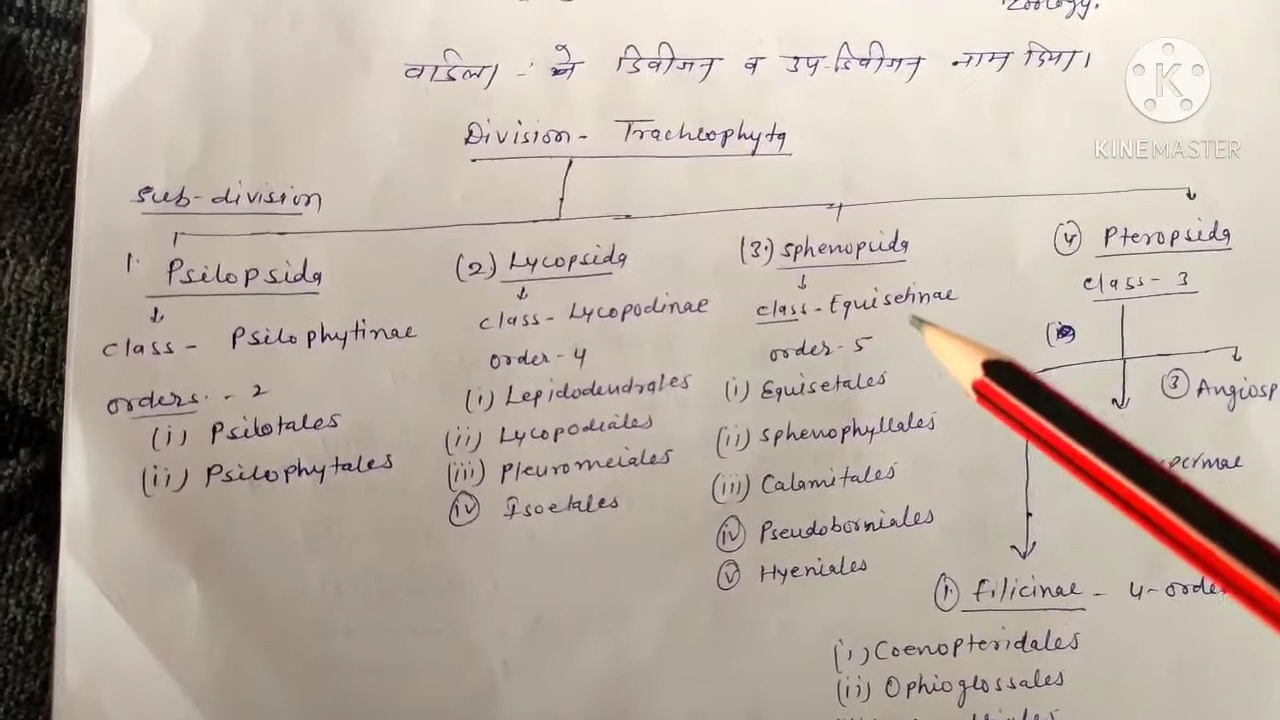 Zoology.
वार्डल। - ने डिवीजन व उप-डिवीजन नाम दिया।
K
KINEMASTER
Division - Tracheophyta
Sub-division
1. Psilopsida
class - Psilophytinae
orders - 2
(i) Psilotales
(ii) Psilophytales
(2) Lycopsida
class - Lycopodinae
order - 4
(i) Lepidodendrales
(ii) Lycopodiales
(iii) Pleuromeiales
(iv) Isoetales
(3.) Sphenopsida
class - Equisetinae
order - 5
(i) Equisetales
(ii) Sphenophyllales
(iii) Calamitales
(iv) Pseudoborniales
(v) Hyeniales
(4) Pteropsida
class - 3
(3) Angiosp
permae
(1.) Filicinae - 4-order
(i) Coenopteridales
(ii) Ophioglossales